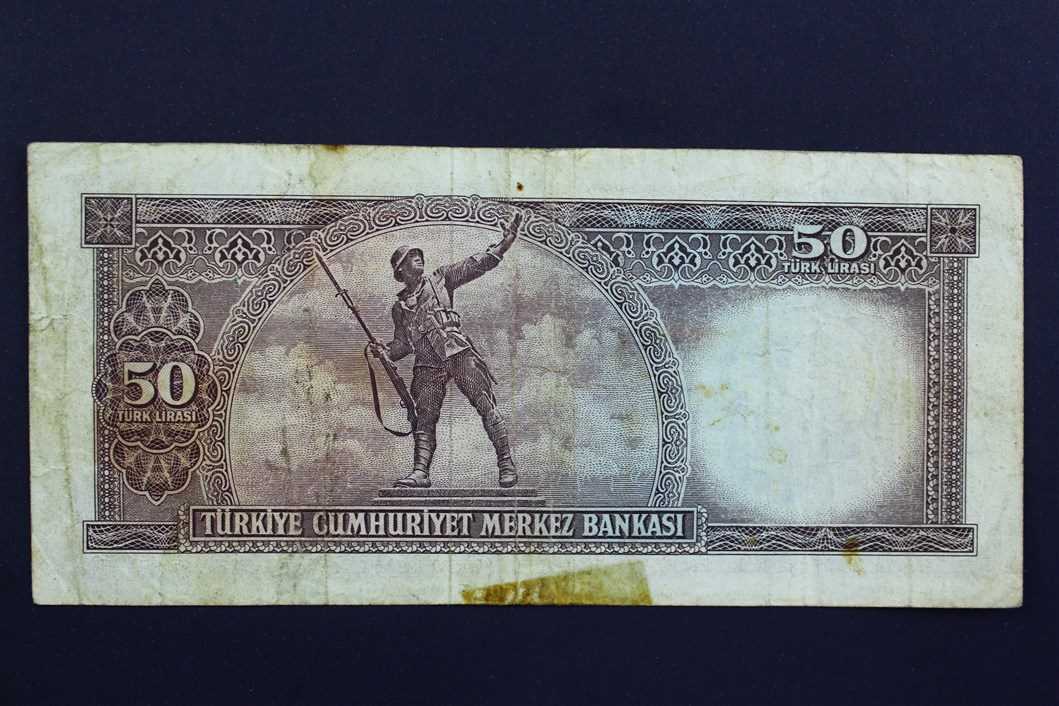 50
TÜRK LİRASI
50
TÜRK LİRASI
TÜRKİYE CUMHURİYET MERKEZ BANKASI